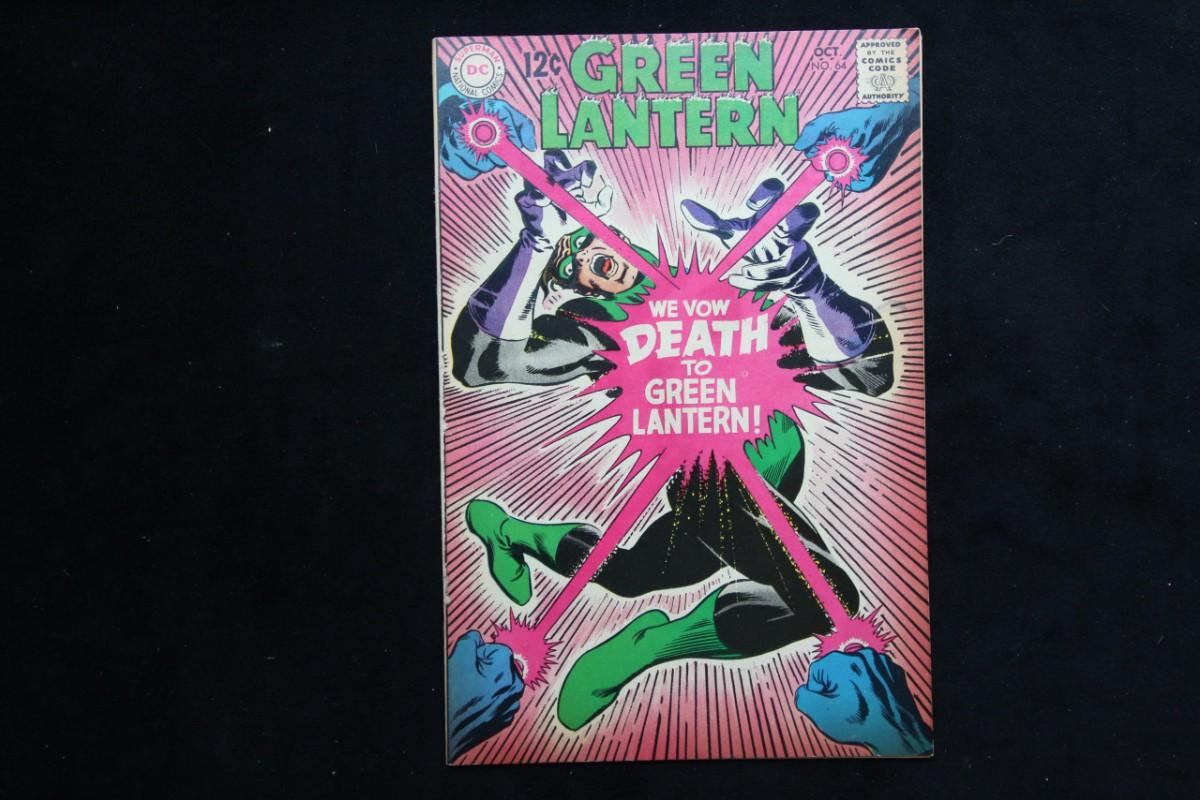 SUPERMAN
DC
NATIONAL COMICS
12¢
GREEN
LANTERN
OCT.
NO. 64
APPROVED
BY THE
COMICS
CODE
CA
AUTHORITY
WE VOW
DEATH
TO
GREEN
LANTERN!